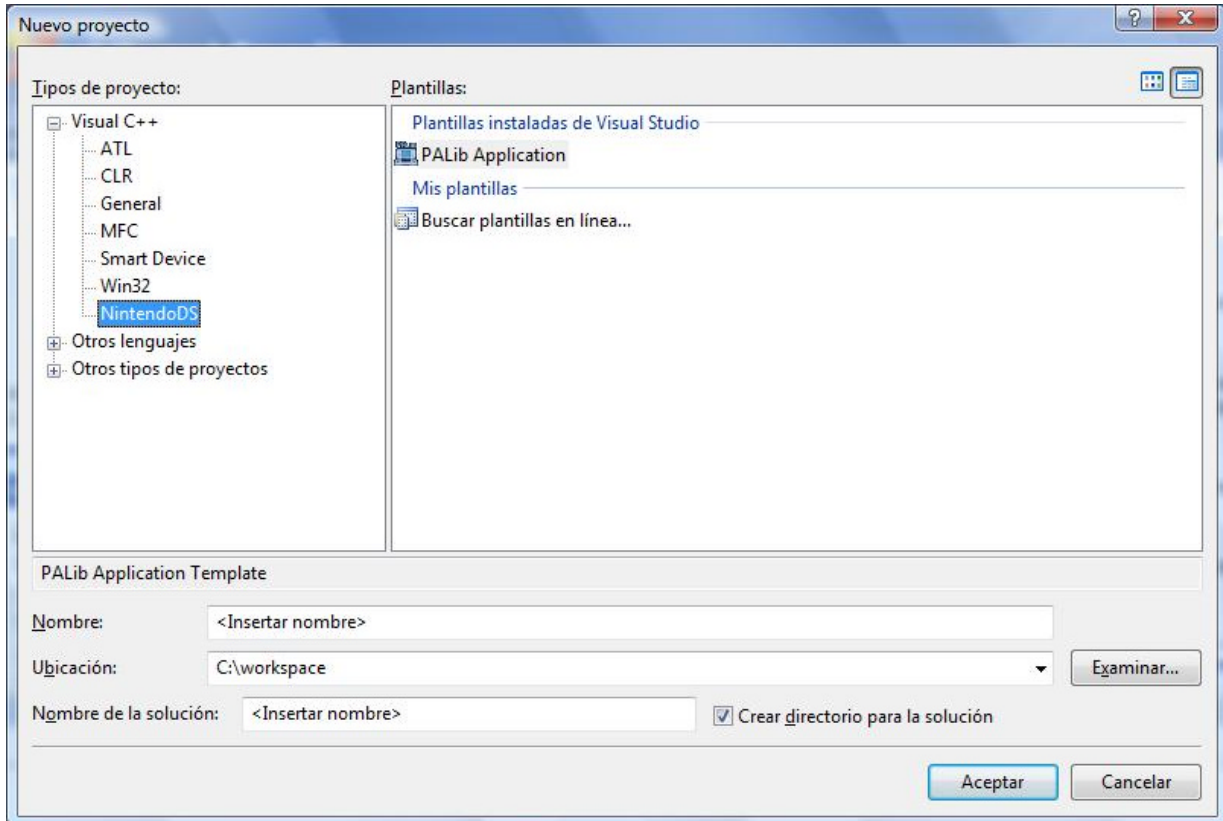 Nuevo proyecto
Tipos de proyecto:
Plantillas:
Visual C++
ATL
CLR
General
MFC
Smart Device
Win32
NintendoDS
Otros lenguajes
Otros tipos de proyectos
Plantillas instaladas de Visual Studio
PALib Application
Mis plantillas
Buscar plantillas en línea...
PALib Application Template
Nombre: <Insertar nombre>
Ubicación: C:\workspace Examinar...
Nombre de la solución: <Insertar nombre> Crear directorio para la solución
Aceptar Cancelar